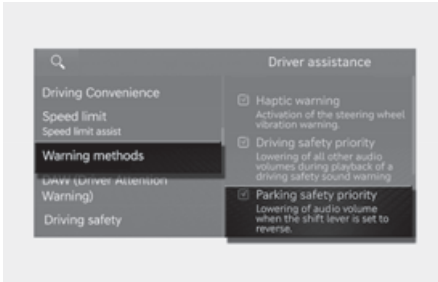 Driver assistance
Driving Convenience
Speed limit
Speed limit assist
Warning methods
DAW (Driver Attention
Warning)
Driving safety
Haptic warning
Activation of the steering wheel
vibration warning.
Driving safety priority
Lowering of all other audio
volumes during playback of a
driving safety sound warning
Parking safety priority
Lowering of audio volume
when the shift lever is set to
reverse.